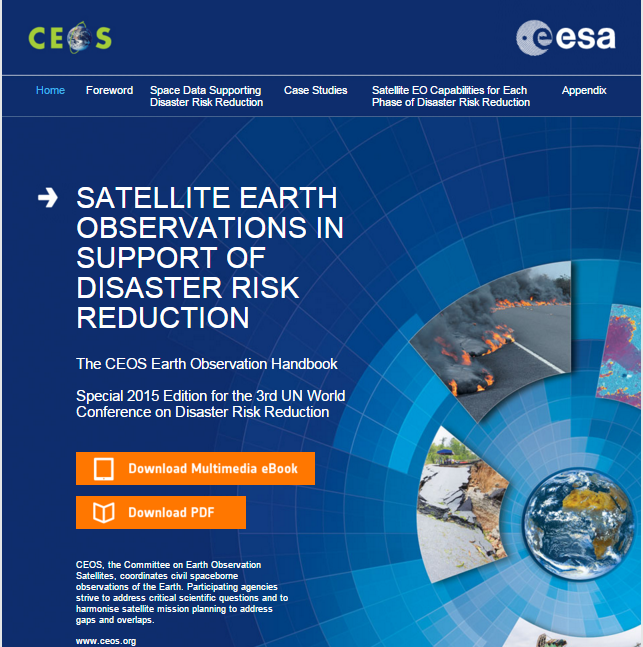 CEOS
esa
Home
Foreword
Space Data Supporting
Disaster Risk Reduction
Case Studies
Satellite EO Capabilities for Each
Phase of Disaster Risk Reduction
Appendix
SATELLITE EARTH
OBSERVATIONS IN
SUPPORT OF
DISASTER RISK
REDUCTION
The CEOS Earth Observation Handbook
Special 2015 Edition for the 3rd UN World
Conference on Disaster Risk Reduction
Download Multimedia eBook
Download PDF
CEOS, the Committee on Earth Observation
Satellites, coordinates civil spaceborne
observations of the Earth. Participating agencies
strive to address critical scientific questions and to
harmonise satellite mission planning to address
gaps and overlaps.
www.ceos.org